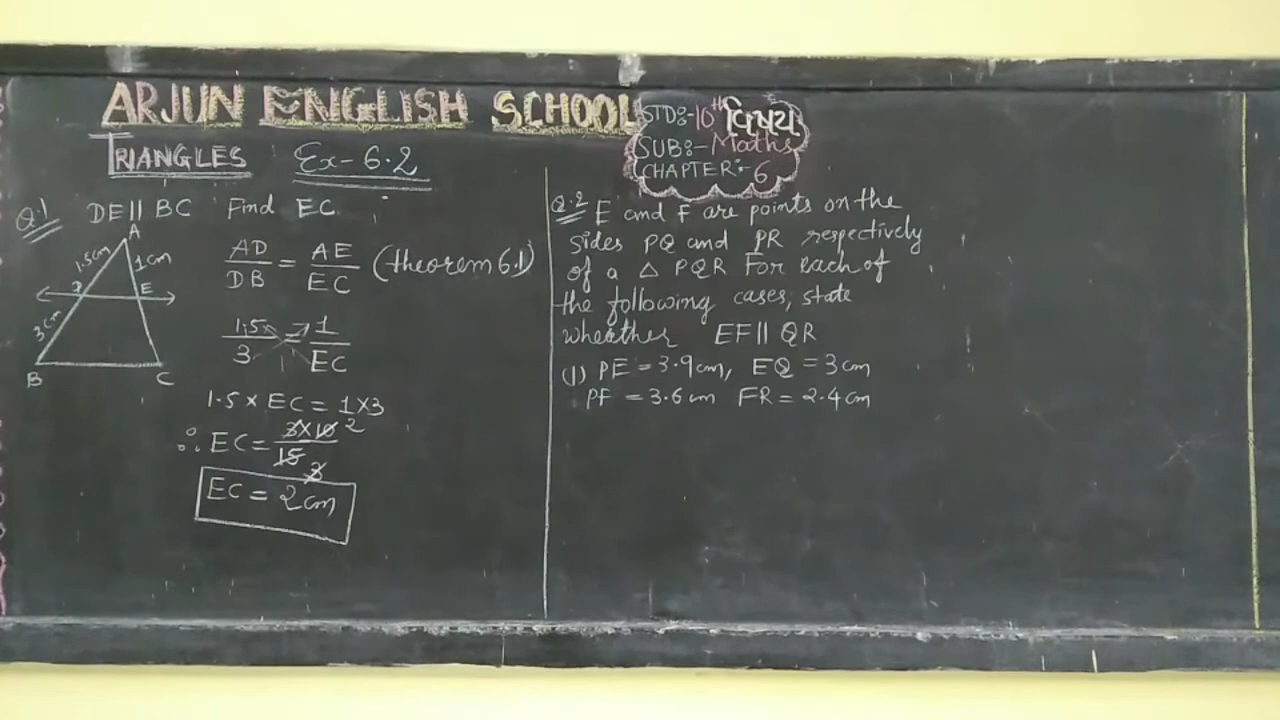 ARJUN ENGLISH SCHOOL
STD:- 10th વિષય
SUB:- Maths
CHAPTER:- 6
TRIANGLES Ex-6.2
Q.1 DE || BC Find EC
A
1.5cm 1cm
D E
3cm
B C
AD/DB = AE/EC (theorem 6.1)
1.5/3 = 1/EC
1.5 × EC = 1×3
∴ EC = 3×10/15 2 3
EC = 2cm
Q.2 E and F are points on the
sides PQ and PR respectively
of a △ PQR For each of
the following cases, state
wheather EF || QR
(1) PE = 3.9cm, EQ = 3cm
PF = 3.6cm FR = 2.4cm